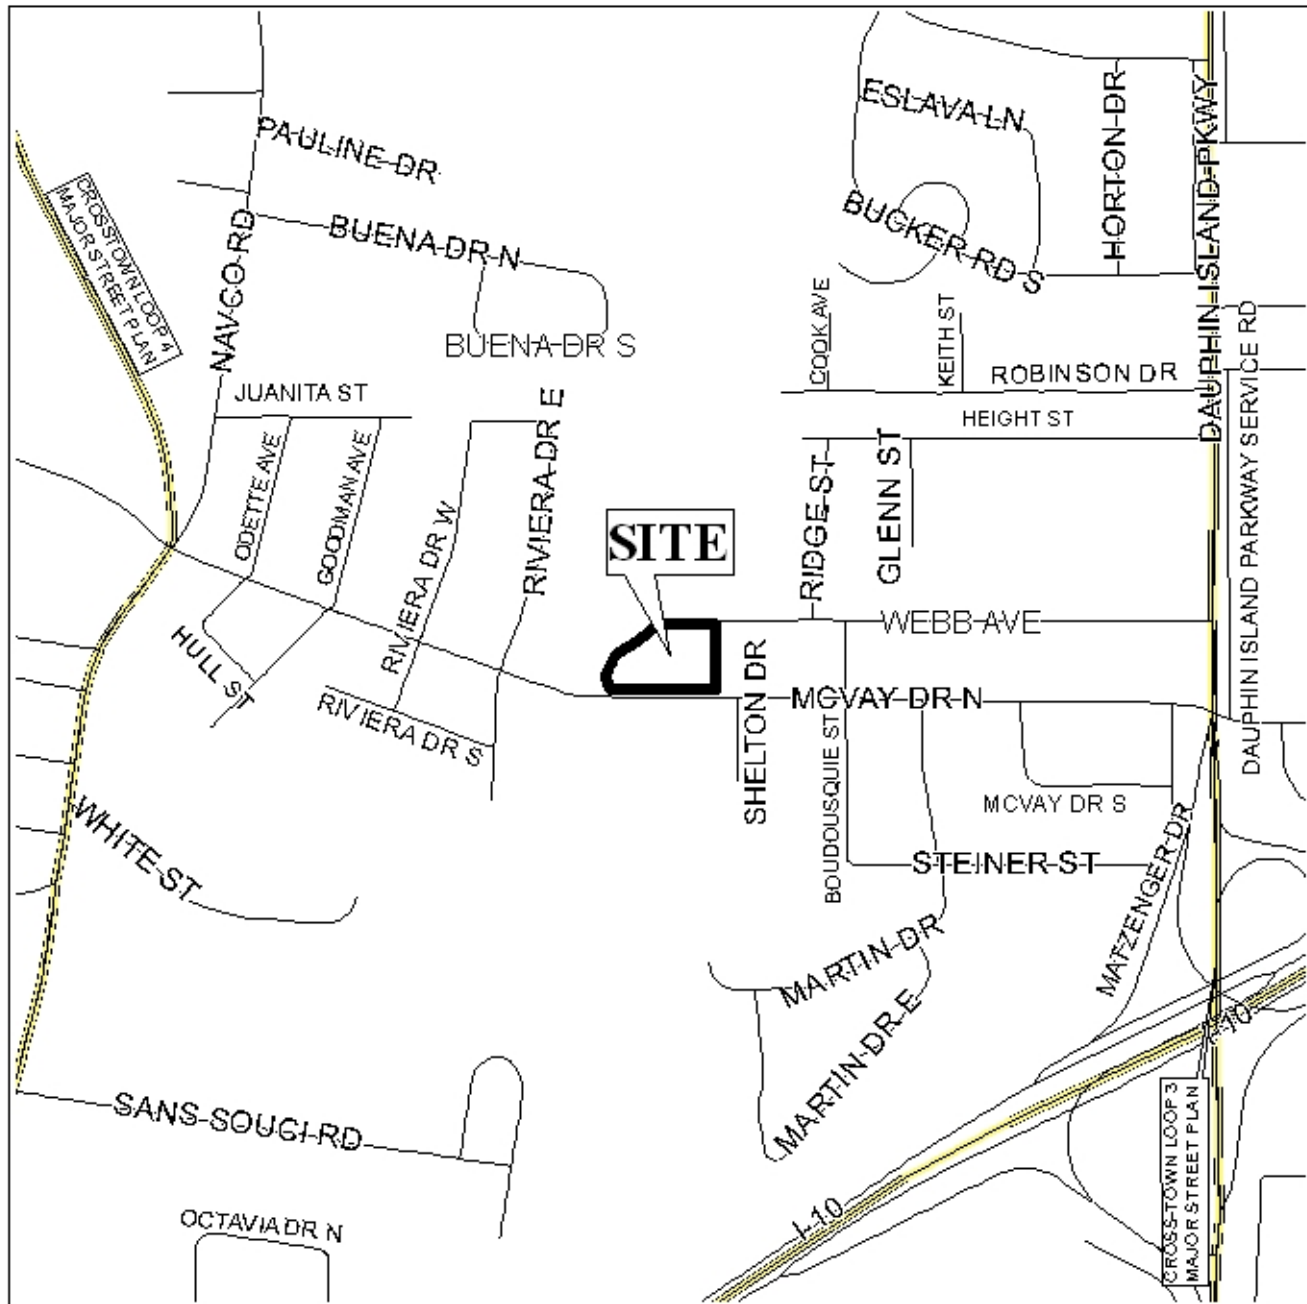 ESLAVA LN
HORTON DR
DAUPHIN ISLAND PKWY
PAULINE DR
CROSSTOWN LOOP 4
MAJOR STREET PLAN
NAVCO RD
BUENA DR N
BUCKER RD S
BUENA DR S
COOK AVE
KEITH ST
ROBINSON DR
DAUPHIN ISLAND PARKWAY SERVICE RD
JUANITA ST
HEIGHT ST
ODETTE AVE
GOODMAN AVE
RIVIERA DR W
RIVIERA DR E
RIDGE ST
GLENN ST
SITE
WEBB AVE
HULL ST
RIVIERA DR S
SHELTON DR
MCVAY DR N
BOUDOUSQUIE ST
MCVAY DR S
WHITE ST
STEINER ST
MATZENGER DR
MARTIN DR
MARTIN DR E
I-10
SANS SOUCI RD
CROSS-TOWN LOOP 3
MAJOR STREET PLAN
I-10
OCTAVIA DR N